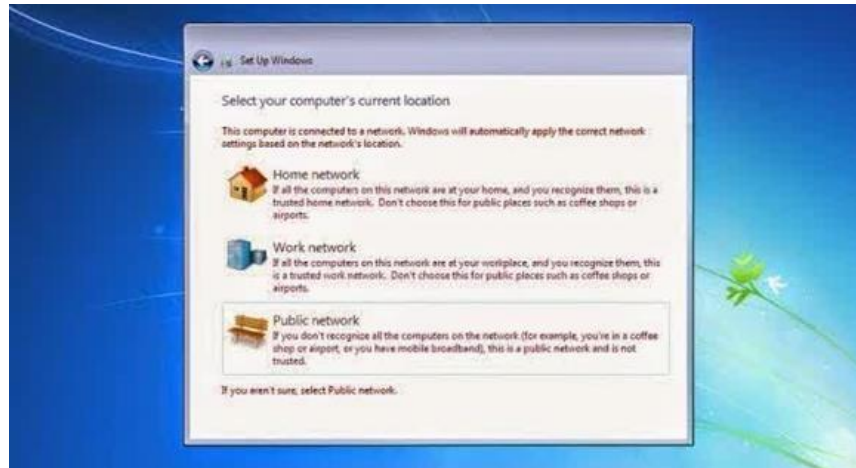 Set Up Windows
Select your computer's current location
This computer is connected to a network. Windows will automatically apply the correct network
settings based on the network's location.
Home network
If all the computers on this network are at your home, and you recognize them, this is a
trusted home network. Don't choose this for public places such as coffee shops or
airports.
Work network
If all the computers on this network are at your workplace, and you recognize them, this
is a trusted work network. Don't choose this for public places such as coffee shops or
airports.
Public network
If you don't recognize all the computers on the network (for example, you're in a coffee
shop or airport, or you have mobile broadband), this is a public network and is not
trusted.
If you aren't sure, select Public network.